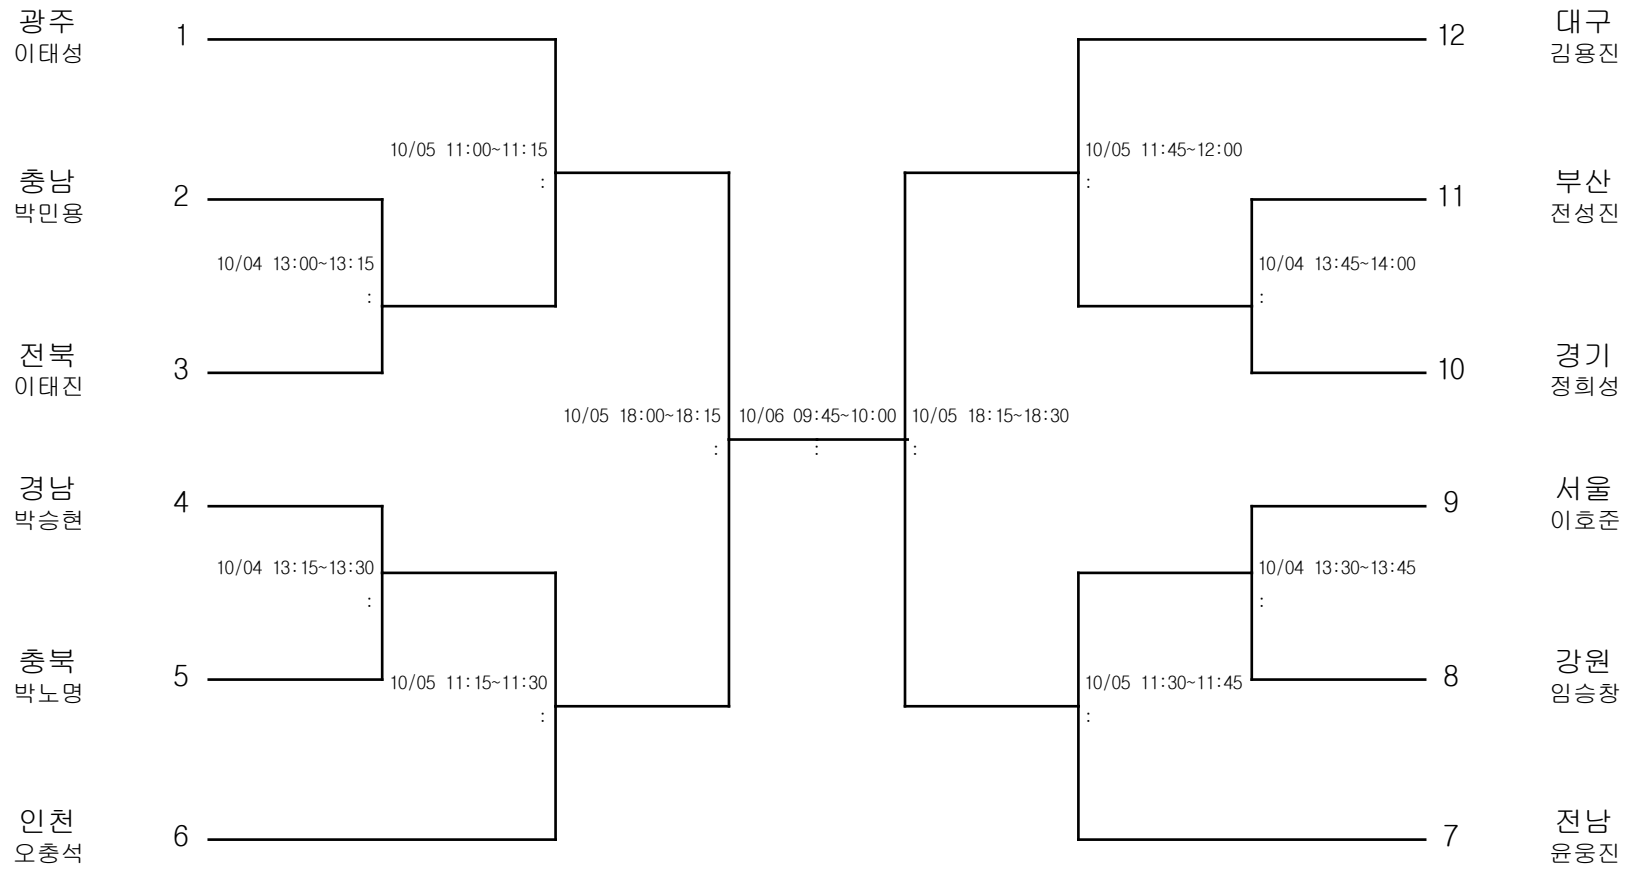 광주
이태성
1
12
대구
김용진
10/05 11:00~11:15
:
10/05 11:45~12:00
:
충남
박민용
2
11
부산
전성진
10/04 13:00~13:15
:
10/04 13:45~14:00
:
전북
이태진
3
10
경기
정희성
10/05 18:00~18:15
:
10/06 09:45~10:00
:
10/05 18:15~18:30
:
경남
박승현
4
9
서울
이호준
10/04 13:15~13:30
:
10/04 13:30~13:45
:
충북
박노명
5
8
강원
임승창
10/05 11:15~11:30
:
10/05 11:30~11:45
:
인천
오충석
6
7
전남
윤웅진